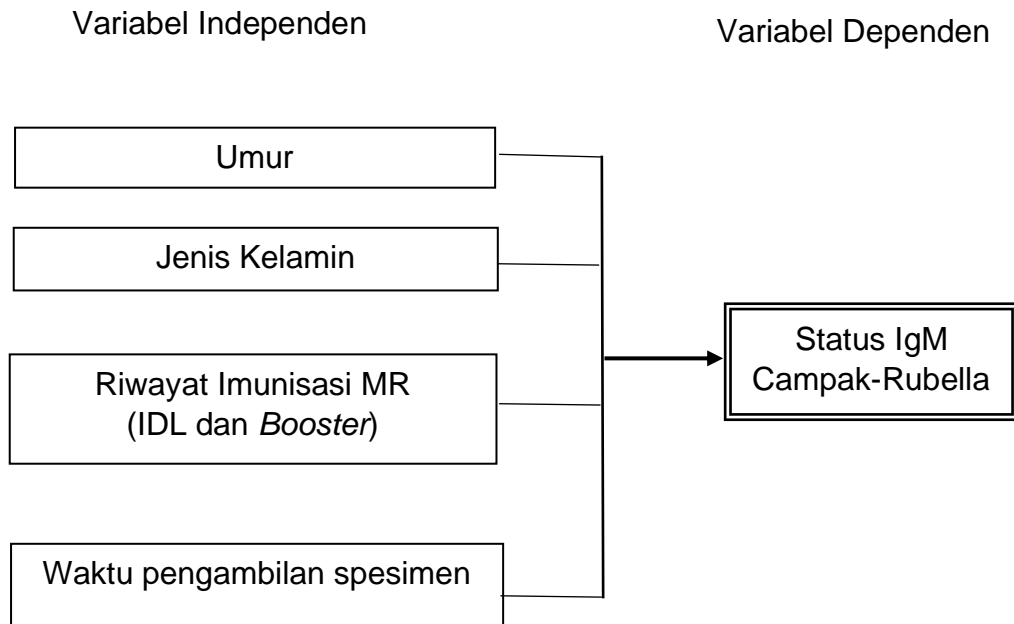 Variabel Independen
Variabel Dependen
Umur
Jenis Kelamin
Riwayat Imunisasi MR
(IDL dan Booster)
Waktu pengambilan spesimen
Status IgM
Campak-Rubella